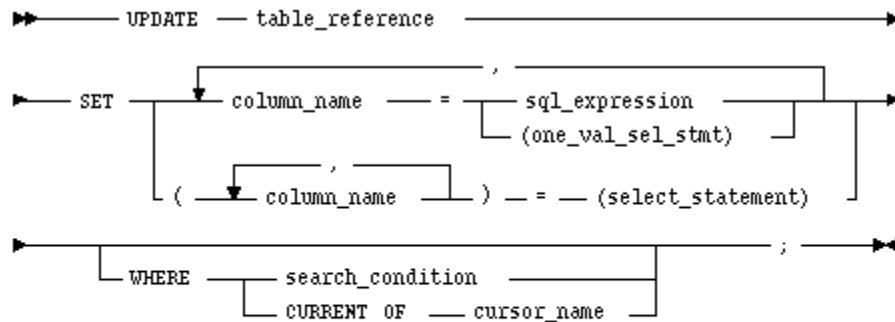 UPDATE table_reference
,
SET column_name = sql_expression
(one_val_sel_stmt)
,
( column_name ) = (select_statement)
;
WHERE search_condition
CURRENT OF cursor_name